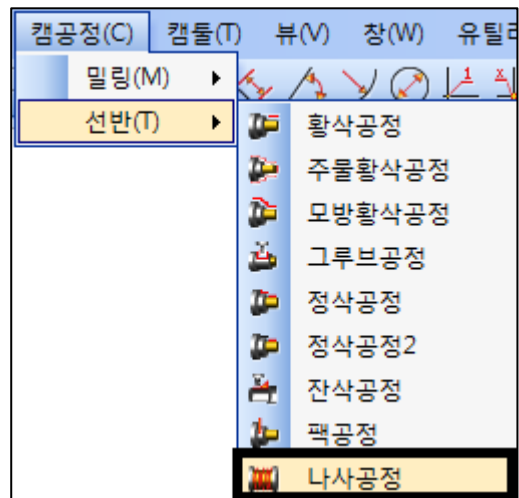 캠공정(C) 캠툴(T) 뷰(V) 창(W) 유틸리
밀링(M)
선반(T)
황삭공정
주물황삭공정
모방황삭공정
그루브공정
정삭공정
정삭공정2
잔삭공정
팩공정
나사공정